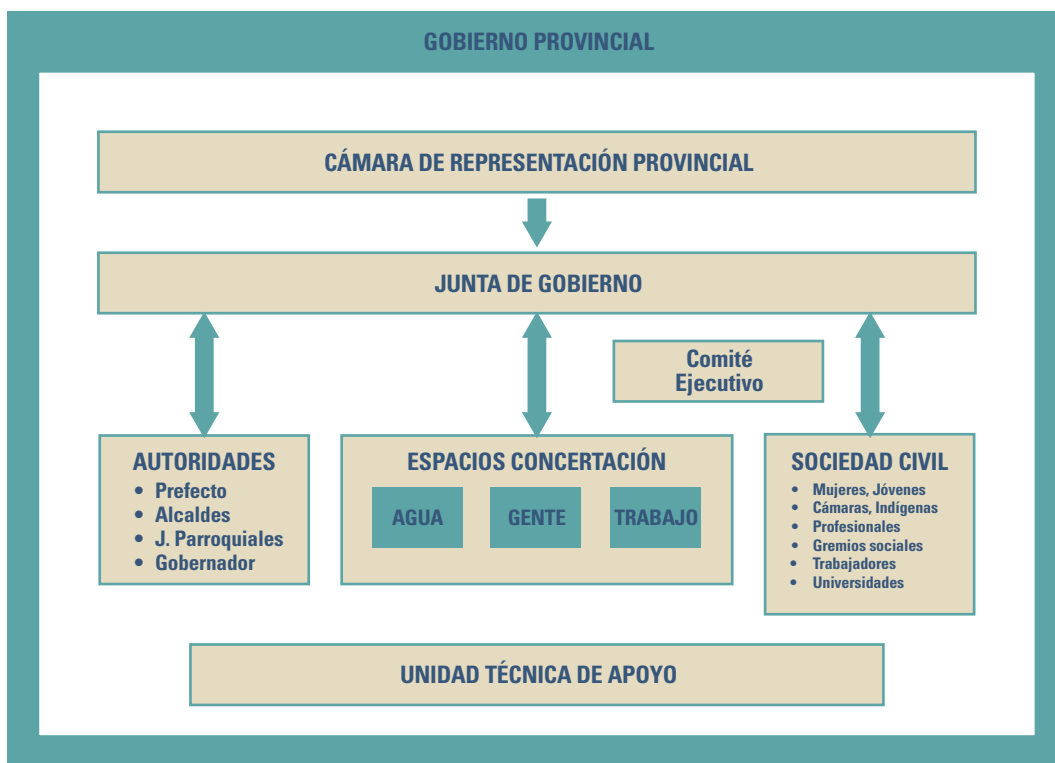 GOBIERNO PROVINCIAL
CÁMARA DE REPRESENTACIÓN PROVINCIAL
JUNTA DE GOBIERNO
Comité
Ejecutivo
AUTORIDADES
• Prefecto
• Alcaldes
• J. Parroquiales
• Gobernador
ESPACIOS CONCERTACIÓN
AGUA
GENTE
TRABAJO
SOCIEDAD CIVIL
• Mujeres, Jóvenes
• Cámaras, Indígenas
• Profesionales
• Gremios sociales
• Trabajadores
• Universidades
UNIDAD TÉCNICA DE APOYO